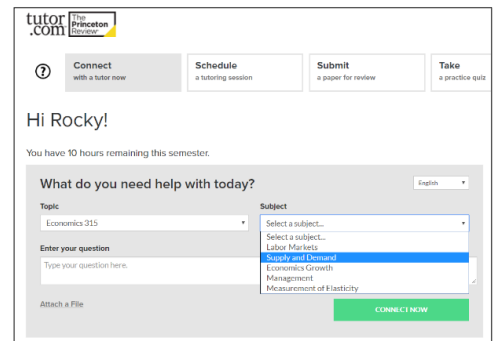 tutor The
.com Princeton
Review
Connect
with a tutor now
Schedule
a tutoring session
Submit
a paper for review
Take
a practice quiz
Hi Rocky!
You have 10 hours remaining this semester.
What do you need help with today?
English
Topic
Subject
Economics 315
Select a subject...
Select a subject...
Labor Markets
Supply and Demand
Economics Growth
Management
Measurement of Elasticity
Enter your question
Type your question here.
Attach a File
CONNECT NOW